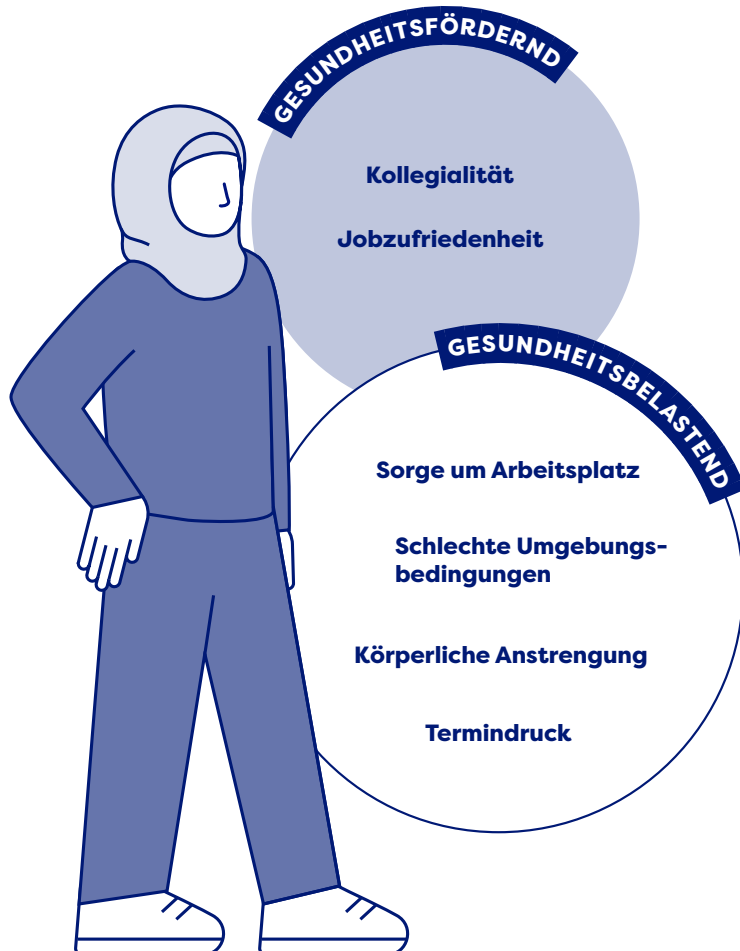 GESUNDHEITSFÖRDERND
Kollegialität
Jobzufriedenheit
GESUNDHEITSBELASTEND
Sorge um Arbeitsplatz
Schlechte Umgebungs-
bedingungen
Körperliche Anstrengung
Termindruck